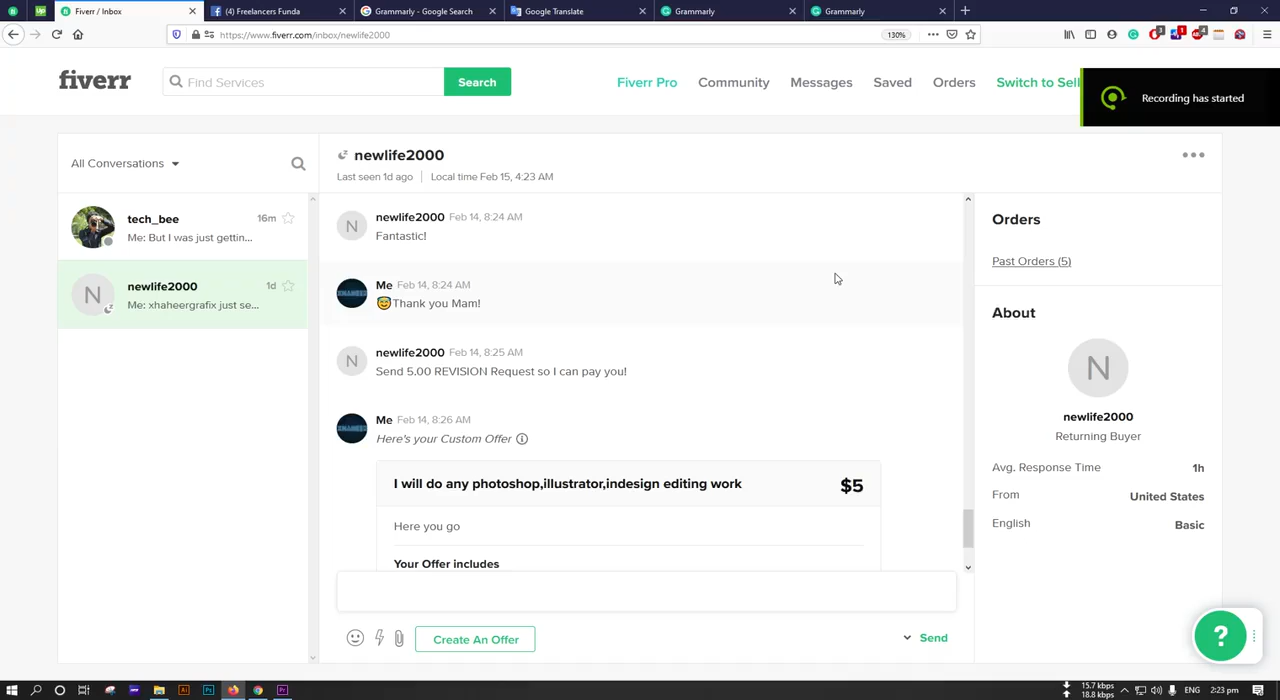 Fiverr / Inbox
(4) Freelancers Funda
Grammarly - Google Search
Google Translate
Grammarly
Grammarly
https://www.fiverr.com/inbox/newlife2000
130%
fiverr
Find Services
Search
Fiverr Pro
Community
Messages
Saved
Orders
Switch to Sell
Recording has started
All Conversations
newlife2000
Last seen 1d ago
Local time Feb 15, 4:23 AM
tech_bee
16m
Me: But I was just gettin...
newlife2000
1d
Me: xhaheergrafix just se...
N
N
newlife2000 Feb 14, 8:24 AM
Fantastic!
Me Feb 14, 8:24 AM
😇Thank you Mam!
N
newlife2000 Feb 14, 8:25 AM
Send 5.00 REVISION Request so I can pay you!
Me Feb 14, 8:26 AM
Here's your Custom Offer
I will do any photoshop,illustrator,indesign editing work
$5
Here you go
Your Offer includes
Create An Offer
Send
Orders
Past Orders (5)
About
N
newlife2000
Returning Buyer
Avg. Response Time
1h
From
United States
English
Basic
?
15.7 kbps
18.8 kbps
ENG
2:23 pm